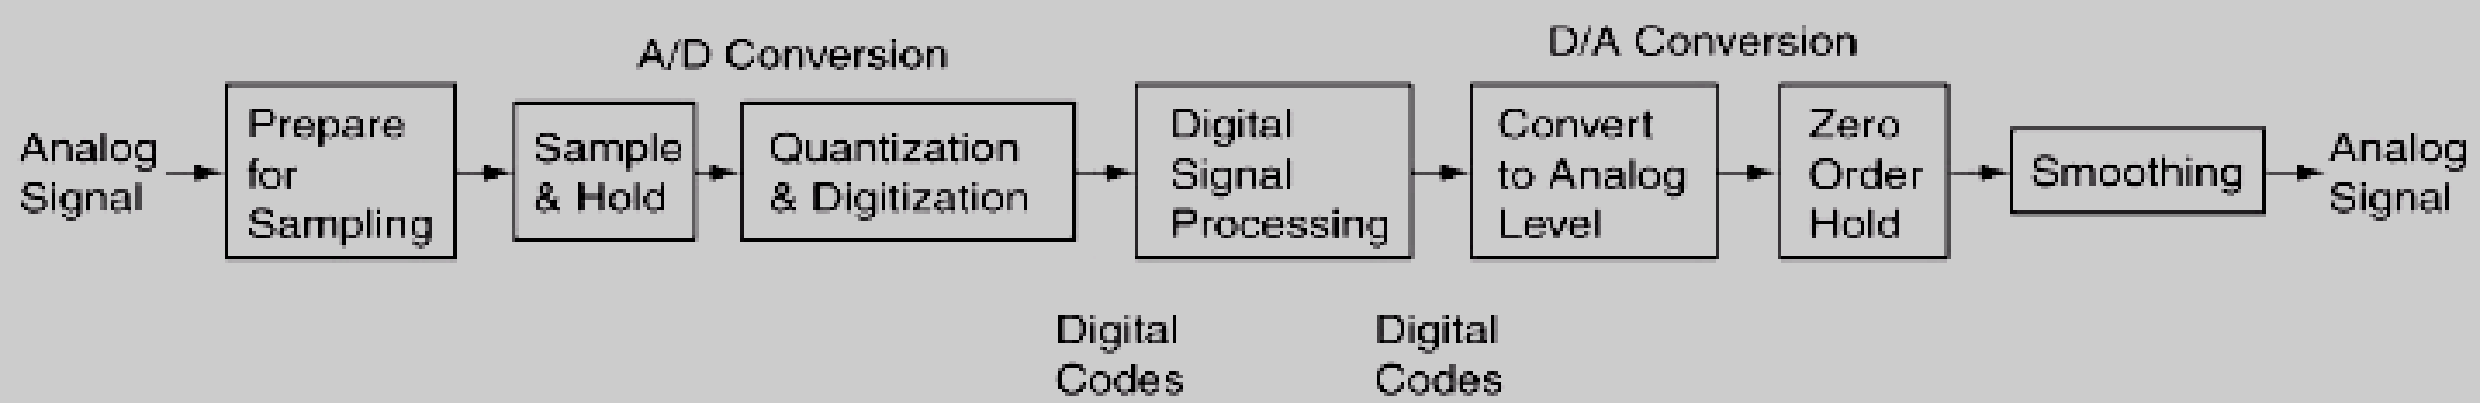 A/D Conversion
D/A Conversion
Analog
Signal
Prepare
for
Sampling
Sample
& Hold
Quantization
& Digitization
Digital
Signal
Processing
Convert
to Analog
Level
Zero
Order
Hold
Smoothing
Analog
Signal
Digital
Codes
Digital
Codes